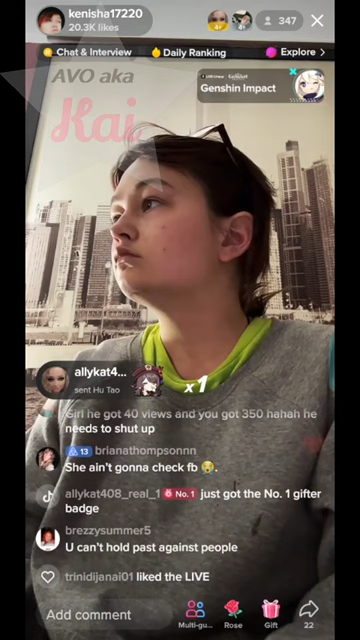 kenisha17220
20.3K likes
347
Chat & Interview
Daily Ranking
Explore >
AVO aka
Hai
Genshin Impact
allykat4...
sent Hu Tao
x1
Girl he got 40 views and you got 350 hahah he
needs to shut up
13 brianathompsonnn
She ain't gonna check fb 😭.
allykat408_real_1 No. 1 just got the No. 1 gifter
badge
brezzysummer5
U can't hold past against people
trinidijanai01 liked the LIVE
Add comment
Multi-gu...
Rose
Gift
22